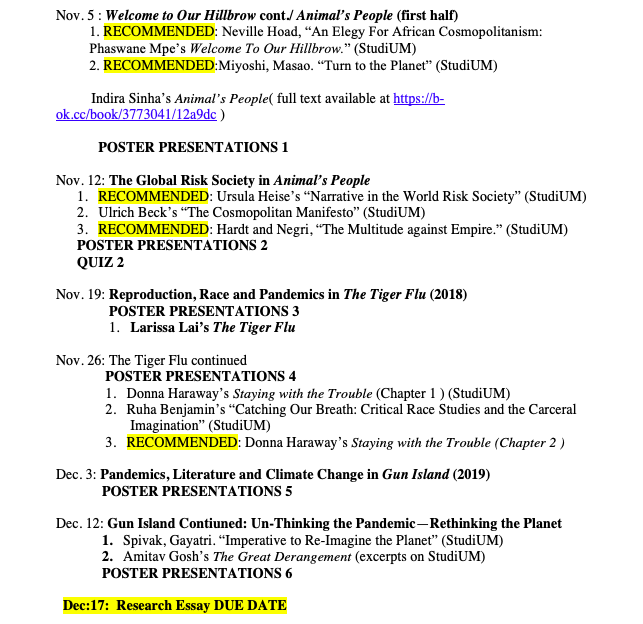 Nov. 5 : Welcome to Our Hillbrow cont./ Animal's People (first half)
1. RECOMMENDED: Neville Hoad, “An Elegy For African Cosmopolitanism:
Phaswane Mpe's Welcome To Our Hillbrow.” (StudiUM)
2. RECOMMENDED:Miyoshi, Masao. “Turn to the Planet” (StudiUM)
Indira Sinha's Animal's People( full text available at https://b-
ok.cc/book/3773041/12a9dc )
POSTER PRESENTATIONS 1
Nov. 12: The Global Risk Society in Animal's People
1. RECOMMENDED: Ursula Heise's “Narrative in the World Risk Society” (StudiUM)
2. Ulrich Beck's “The Cosmopolitan Manifesto” (StudiUM)
3. RECOMMENDED: Hardt and Negri, “The Multitude against Empire.” (StudiUM)
POSTER PRESENTATIONS 2
QUIZ 2
Nov. 19: Reproduction, Race and Pandemics in The Tiger Flu (2018)
POSTER PRESENTATIONS 3
1. Larissa Lai's The Tiger Flu
Nov. 26: The Tiger Flu continued
POSTER PRESENTATIONS 4
1. Donna Haraway's Staying with the Trouble (Chapter 1 ) (StudiUM)
2. Ruha Benjamin's “Catching Our Breath: Critical Race Studies and the Carceral
Imagination” (StudiUM)
3. RECOMMENDED: Donna Haraway's Staying with the Trouble (Chapter 2 )
Dec. 3: Pandemics, Literature and Climate Change in Gun Island (2019)
POSTER PRESENTATIONS 5
Dec. 12: Gun Island Contiuned: Un-Thinking the Pandemic—Rethinking the Planet
1. Spivak, Gayatri. “Imperative to Re-Imagine the Planet” (StudiUM)
2. Amitav Gosh's The Great Derangement (excerpts on StudiUM)
POSTER PRESENTATIONS 6
Dec:17: Research Essay DUE DATE